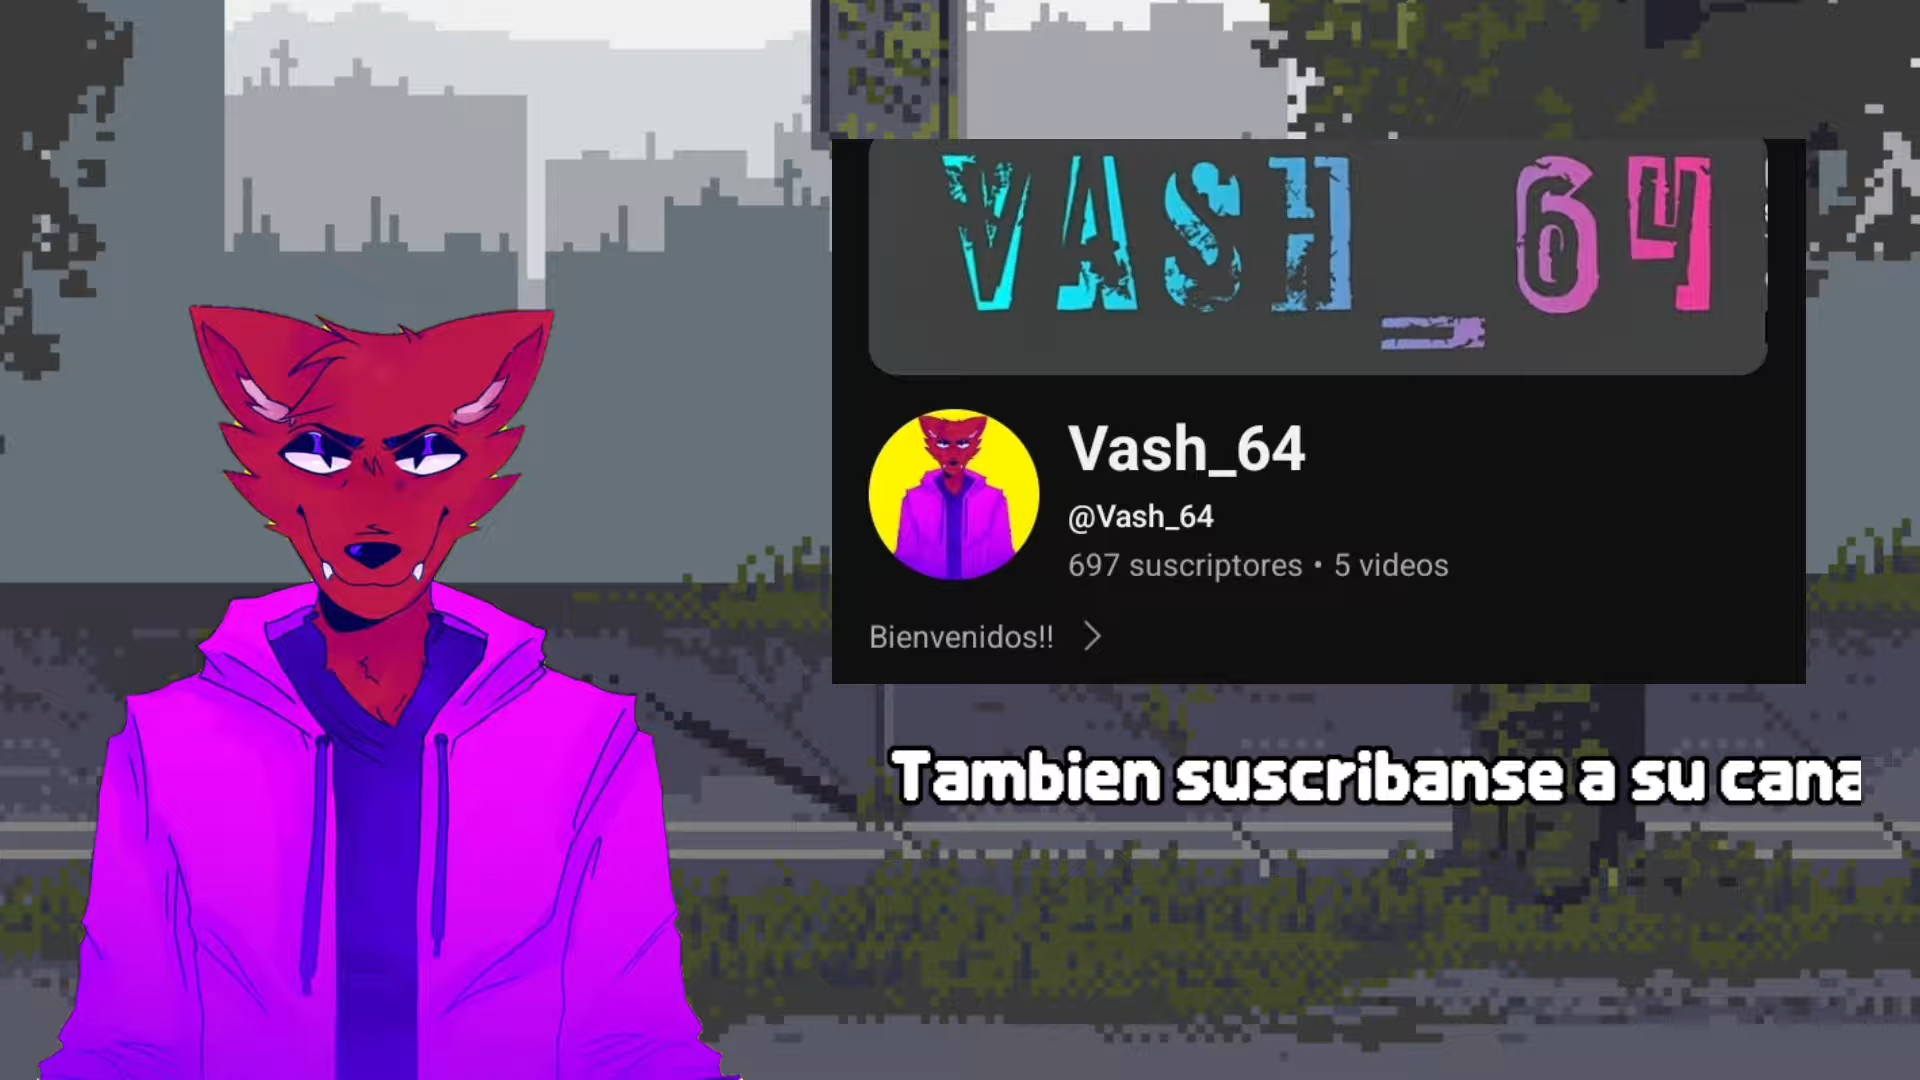 VASH_64
Vash_64
@Vash_64
697 suscriptores • 5 videos
Bienvenidos!!
Tambien suscribanse a su cana